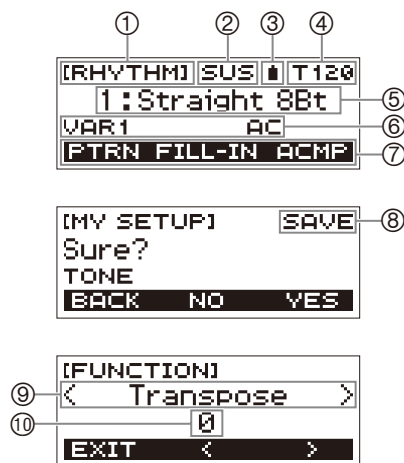 ① ② ③ ④
[RHYTHM] SUS T120
1:Straight 8Bt ⑤
VAR1 AC ⑥
PTRN FILL-IN ACMP ⑦
[MY SETUP] SAVE ⑧
Sure?
TONE
BACK NO YES
[FUNCTION]
⑨ < Transpose >
⑩ 0
EXIT < >